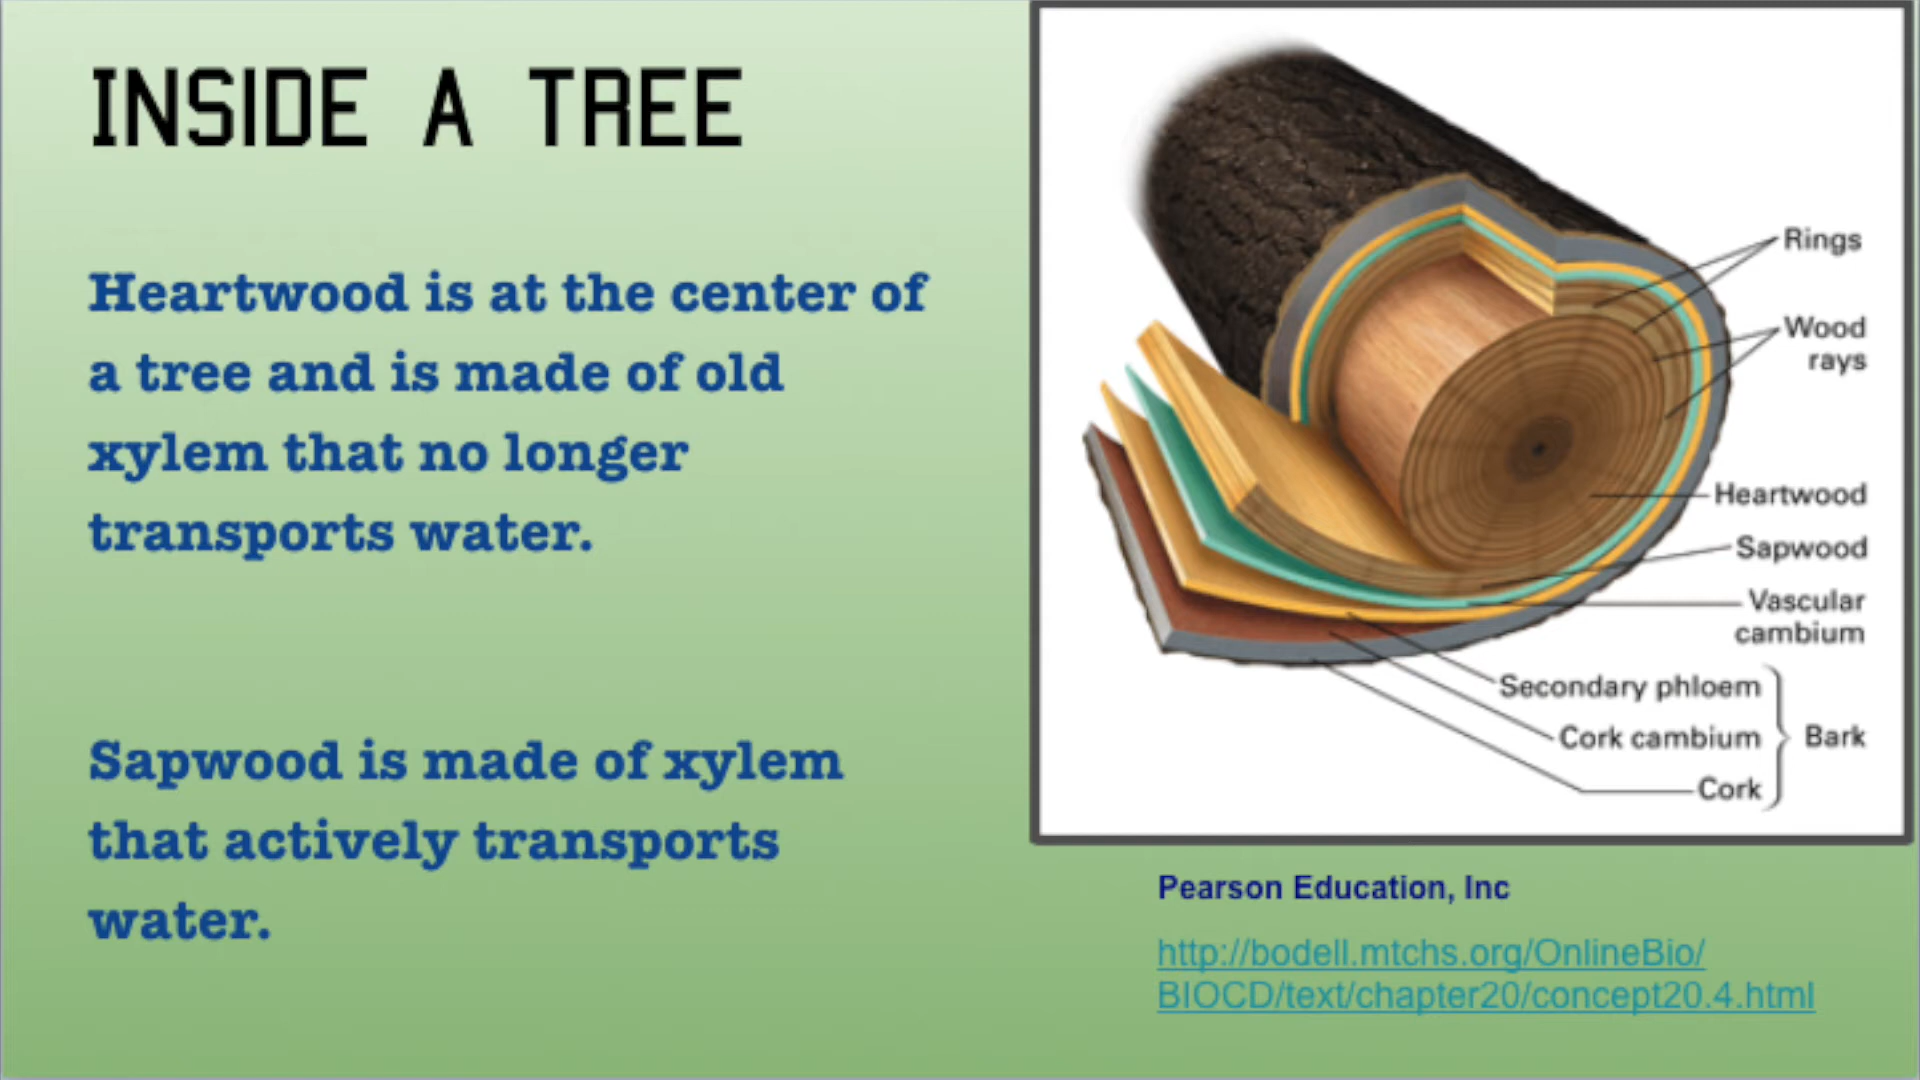 INSIDE A TREE
Heartwood is at the center of
a tree and is made of old
xylem that no longer
transports water.
Sapwood is made of xylem
that actively transports
water.
Rings
Wood
rays
Heartwood
Sapwood
Vascular
cambium
Secondary phloem
Cork cambium
Bark
Cork
Pearson Education, Inc
http://bodell.mtchs.org/OnlineBio/
BIOCD/text/chapter20/concept20.4.html